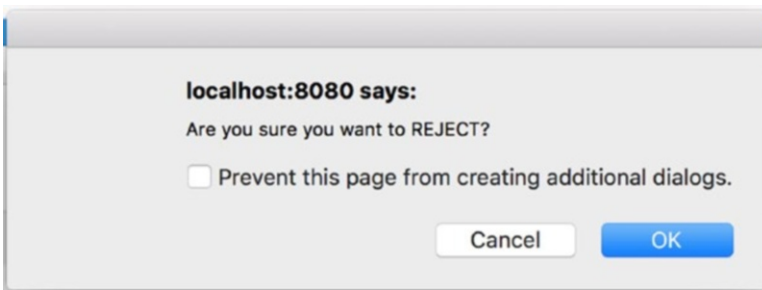 localhost:8080 says:
Are you sure you want to REJECT?
Prevent this page from creating additional dialogs.
Cancel OK